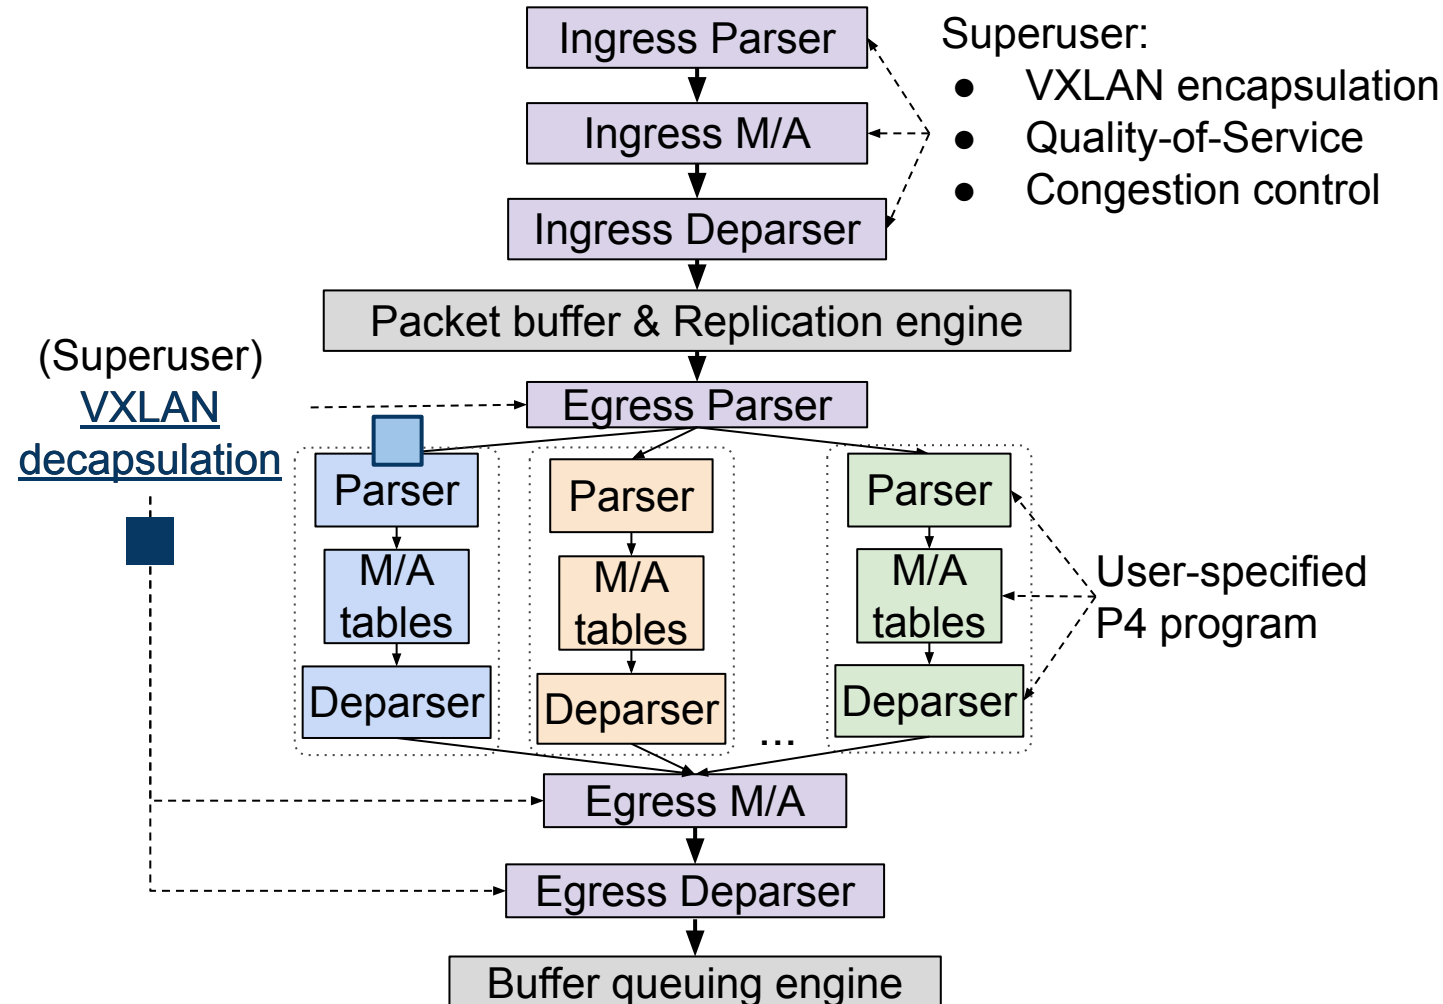 Ingress Parser
Superuser:
● VXLAN encapsulation
● Quality-of-Service
● Congestion control
Ingress M/A
Ingress Deparser
Packet buffer & Replication engine
(Superuser)
VXLAN
decapsulation
Egress Parser
Parser
M/A
tables
Deparser
Parser
M/A
tables
Deparser
...
Parser
M/A
tables
Deparser
User-specified
P4 program
Egress M/A
Egress Deparser
Buffer queuing engine